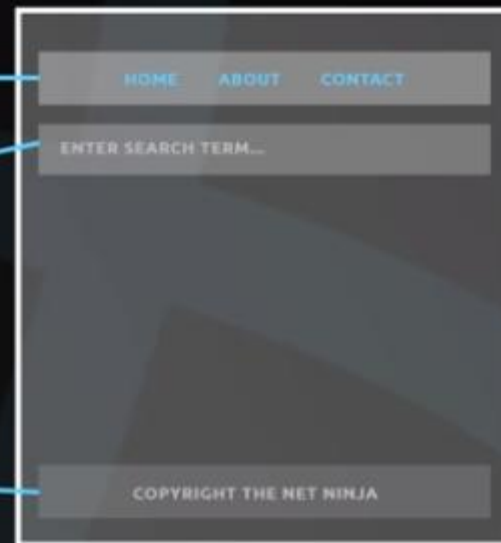 HOME ABOUT CONTACT
ENTER SEARCH TERM...
COPYRIGHT THE NET NINJA